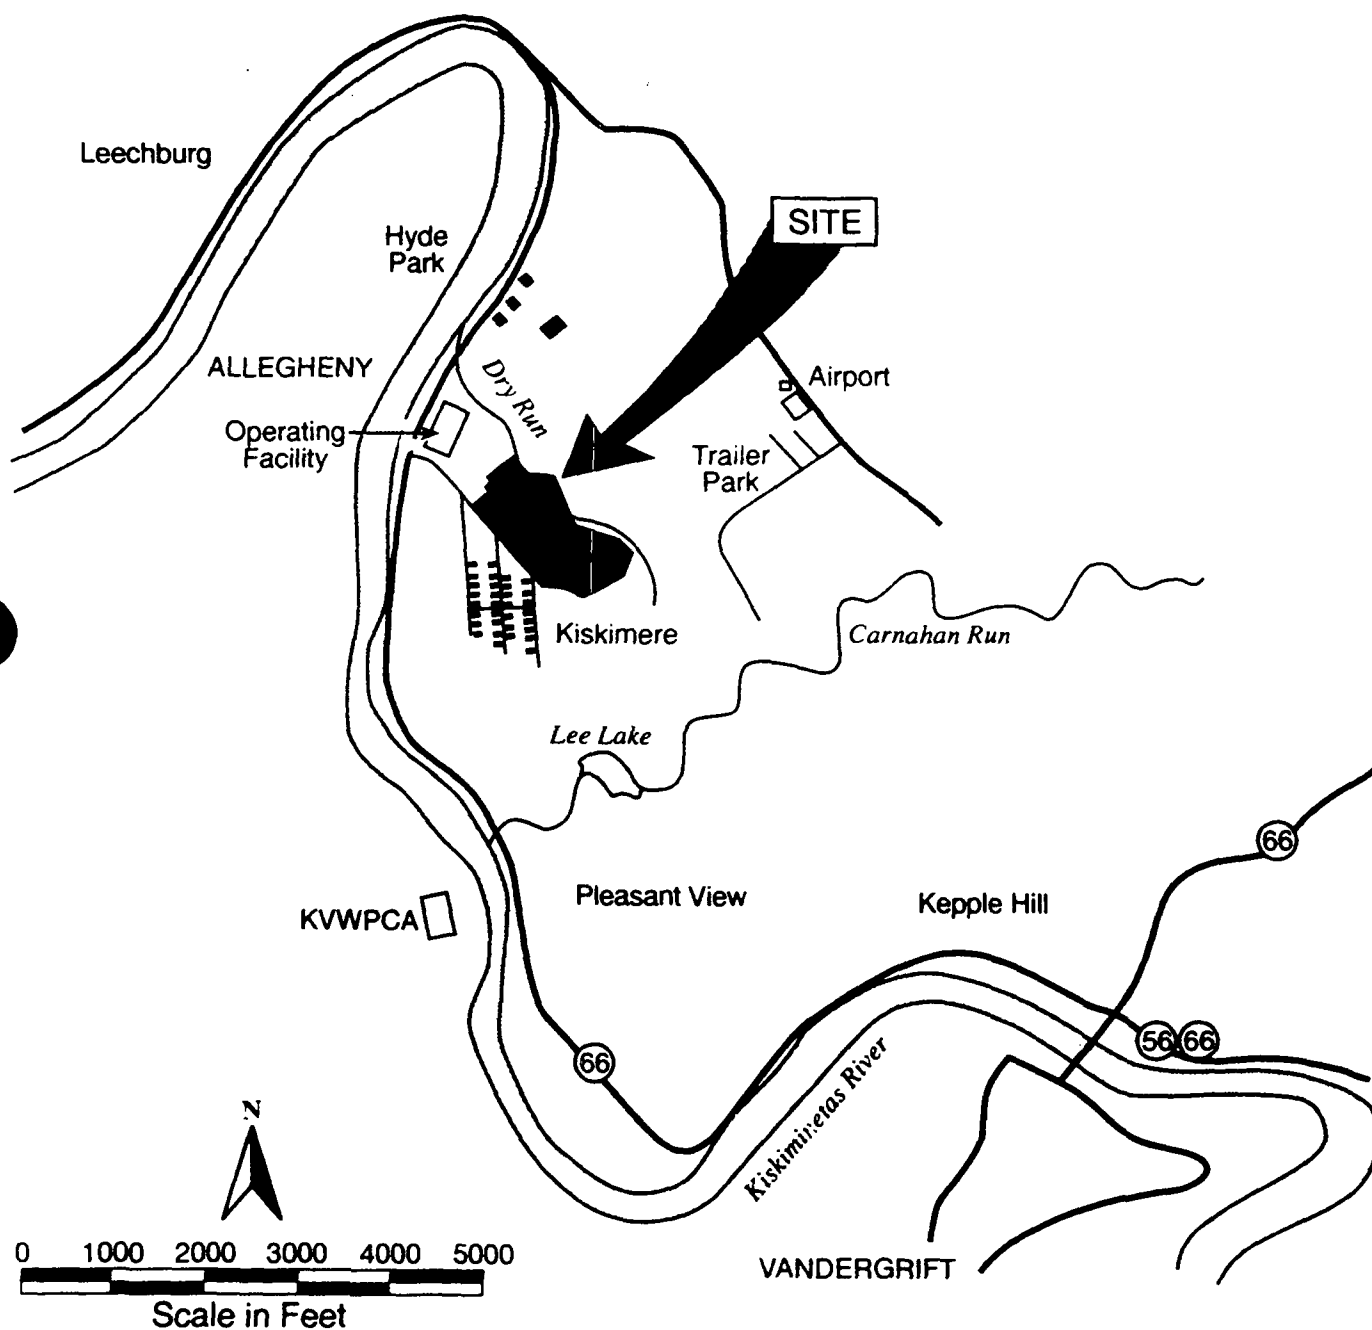 Leechburg
SITE
Hyde
Park
ALLEGHENY
Dry Run
Airport
Operating
Facility
Trailer
Park
Kiskimere
Carnahan Run
Lee Lake
66
Pleasant View
Kepple Hill
KVWPCA
56 66
66
Kiskiminetas River
N
0 1000 2000 3000 4000 5000
VANDERGRIFT
Scale in Feet